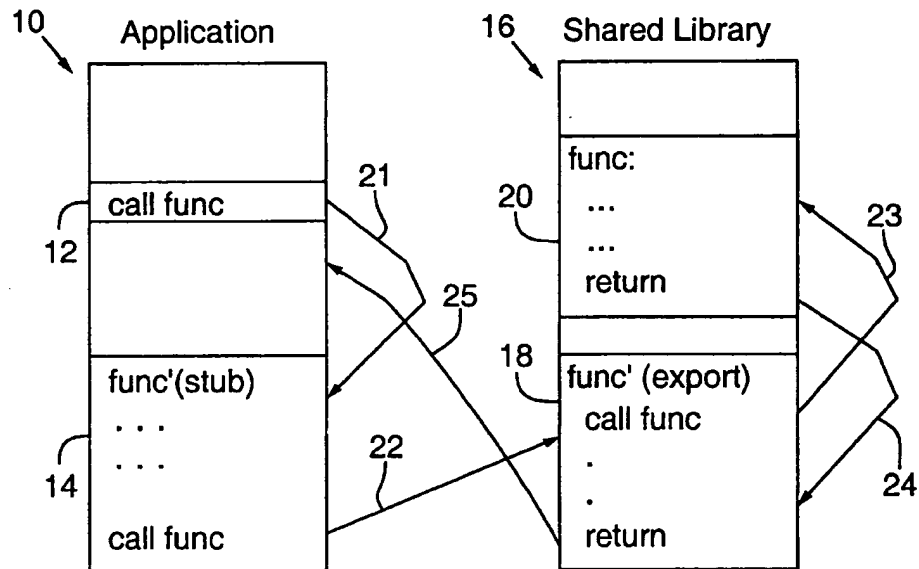 10
Application
16
Shared Library
call func
12
21
func:
...
...
return
20
23
25
func'(stub)
. . .
. . .
call func
14
22
18
func' (export)
call func
.
.
return
24